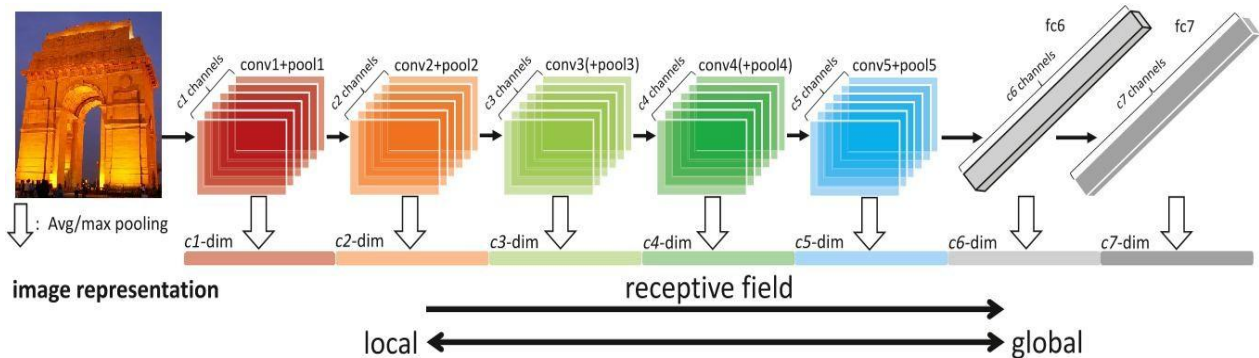 conv1+pool1
c1 channels
conv2+pool2
c2 channels
conv3(+pool3)
c3 channels
conv4(+pool4)
c4 channels
conv5+pool5
c5 channels
fc6
c6 channels
fc7
c7 channels
: Avg/max pooling
c1-dim
c2-dim
c3-dim
c4-dim
c5-dim
c6-dim
c7-dim
image representation
receptive field
local
global